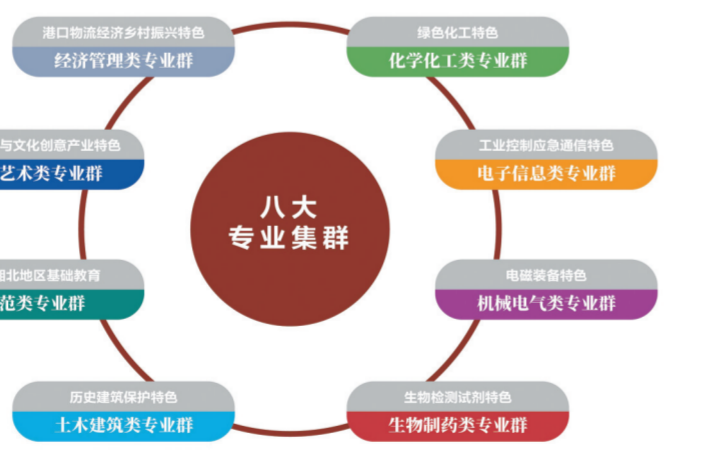 港口物流经济乡村振兴特色
经济管理类专业群
绿色化工特色
化学化工类专业群
与文化创意产业特色
艺术类专业群
工业控制应急通信特色
电子信息类专业群
八大
专业集群
北地区基础教育
范类专业群
电磁装备特色
机械电气类专业群
历史建筑保护特色
土木建筑类专业群
生物检测试剂特色
生物制药类专业群